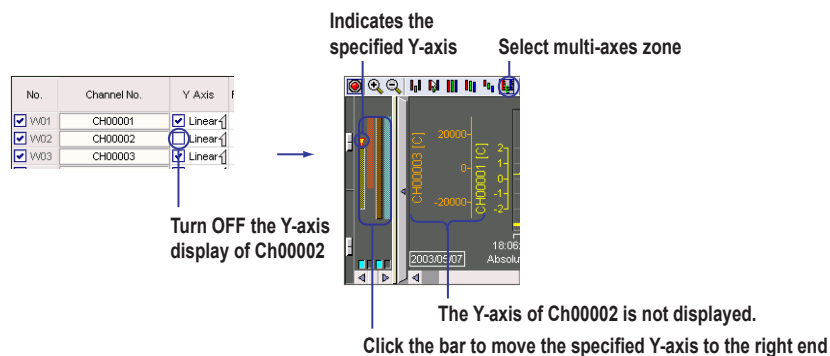 Indicates the
specified Y-axis
Select multi-axes zone
No. Channel No. Y Axis
W01 CH00001 Linear
W02 CH00002 Linear
W03 CH00003 Linear
Turn OFF the Y-axis
display of Ch00002
CH00003 [C]
20000
0
-20000
CH00001 [C]
2
1
0
-1
-2
18:06:
2003/05/07
Absolu
The Y-axis of Ch00002 is not displayed.
Click the bar to move the specified Y-axis to the right end